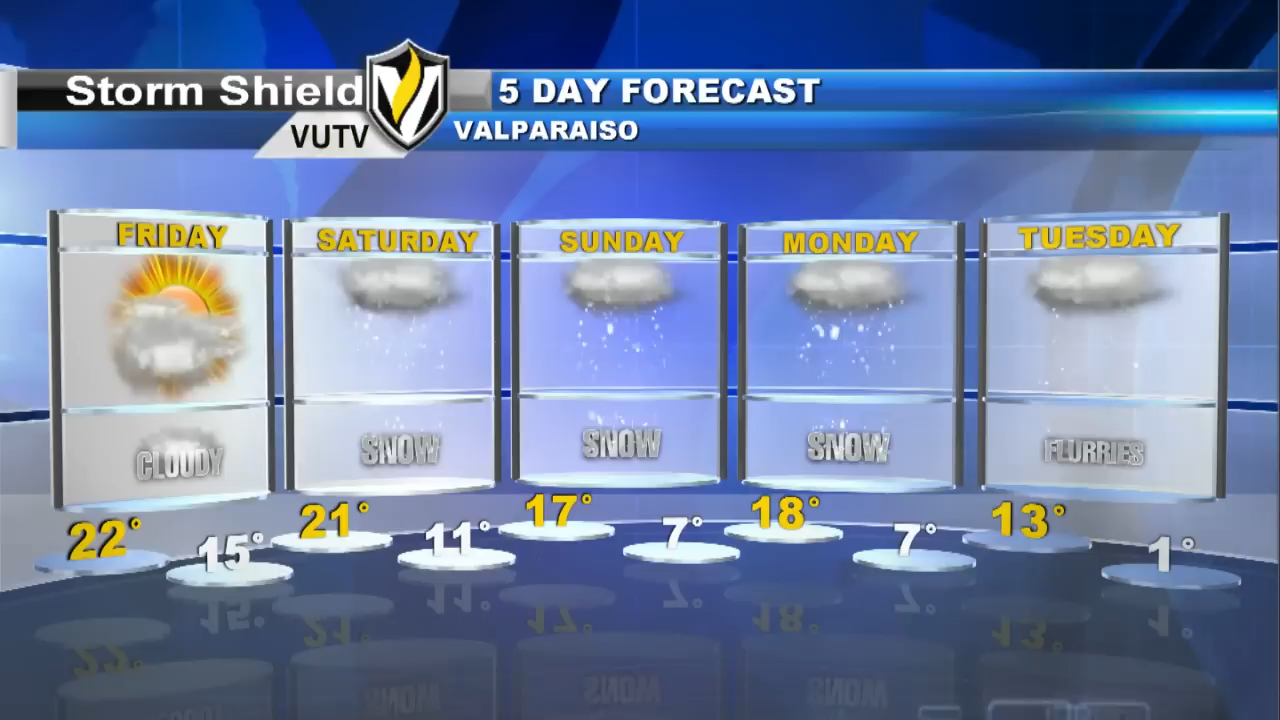 Storm Shield
VUTV
5 DAY FORECAST
VALPARAISO
FRIDAY
CLOUDY
22° 15°
SATURDAY
SNOW
21° 11°
SUNDAY
SNOW
17° 7°
MONDAY
SNOW
18° 7°
TUESDAY
FLURRIES
13° 1°